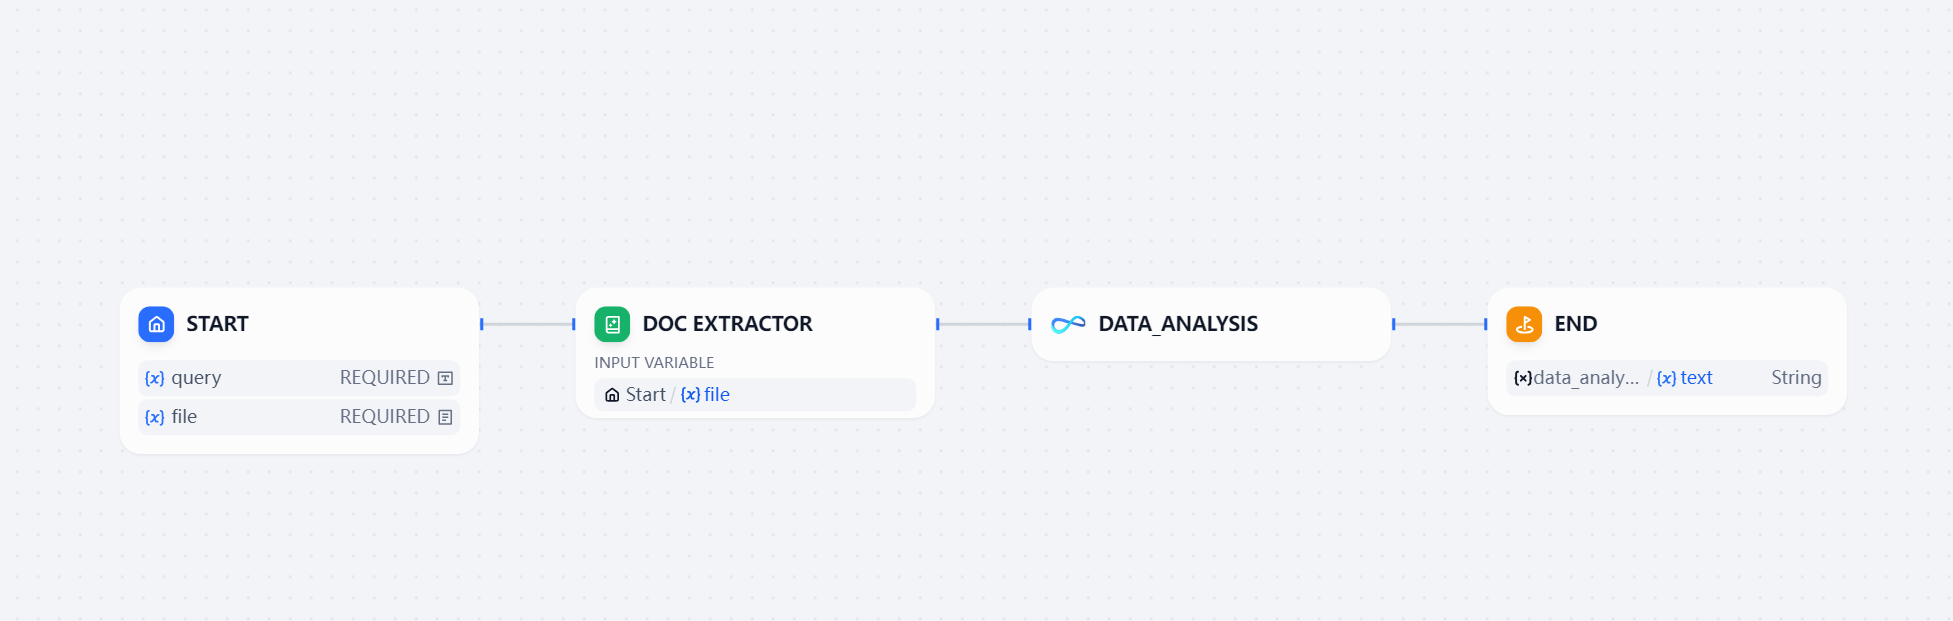 START
{x} query REQUIRED
{x} file REQUIRED
DOC EXTRACTOR
INPUT VARIABLE
Start / {x} file
DATA_ANALYSIS
END
{x} data_analy... / {x} text String